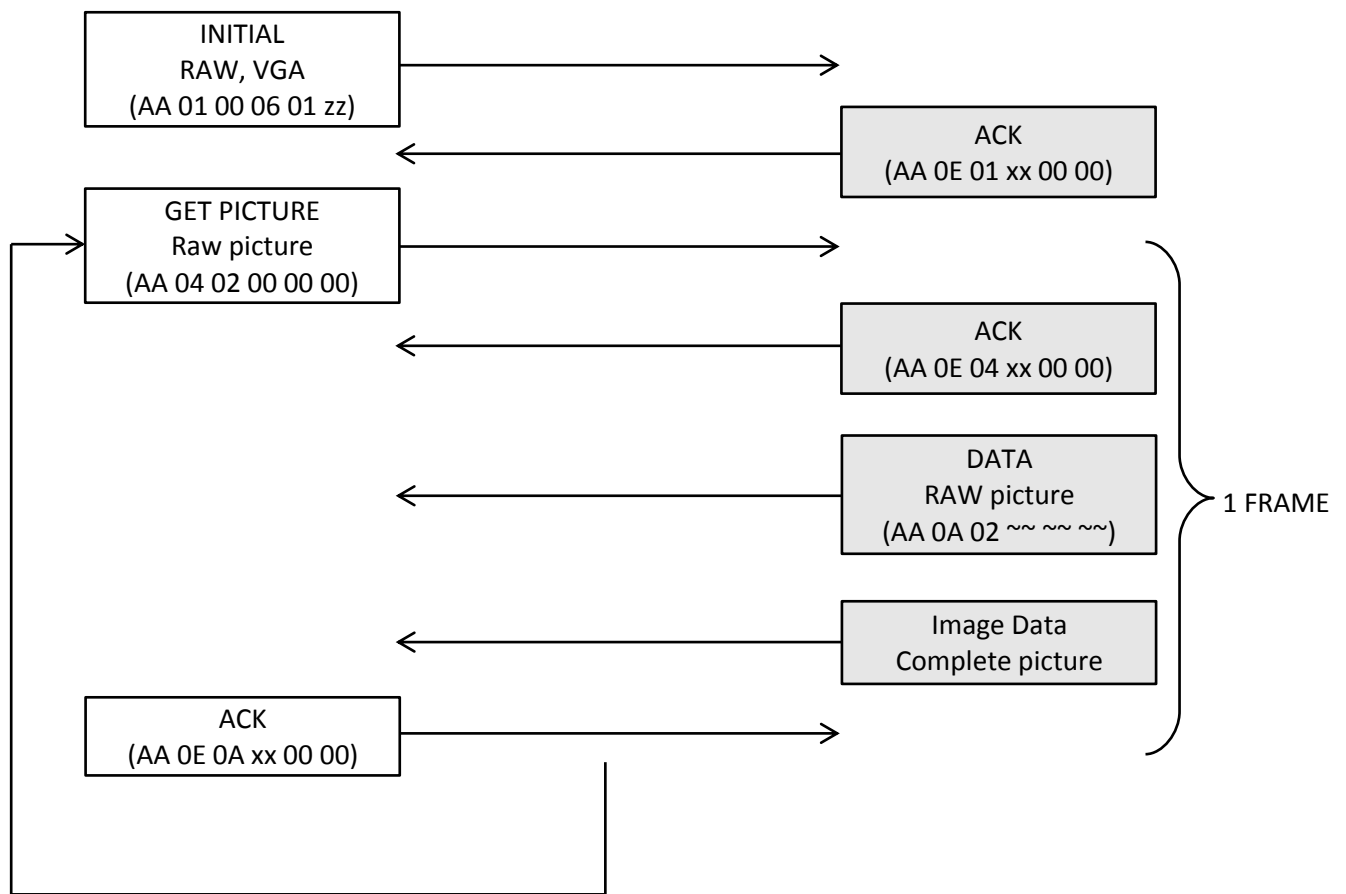 INITIAL
RAW, VGA
(AA 01 00 06 01 zz)
ACK
(AA 0E 01 xx 00 00)
GET PICTURE
Raw picture
(AA 04 02 00 00 00)
ACK
(AA 0E 04 xx 00 00)
DATA
RAW picture
(AA 0A 02 ~~ ~~ ~~)
1 FRAME
Image Data
Complete picture
ACK
(AA 0E 0A xx 00 00)